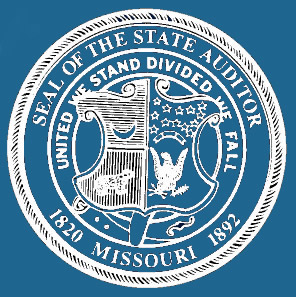 SEAL OF THE STATE AUDITOR
UNITED WE STAND DIVIDED WE FALL
1820 MISSOURI 1892